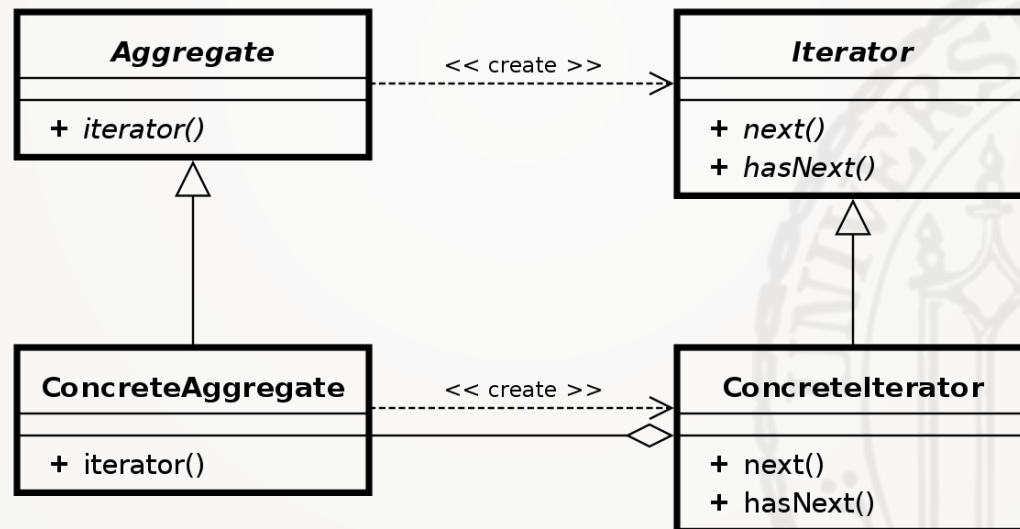 Aggregate
+ iterator()
<< create >>
Iterator
+ next()
+ hasNext()
ConcreteAggregate
+ iterator()
<< create >>
ConcreteIterator
+ next()
+ hasNext()